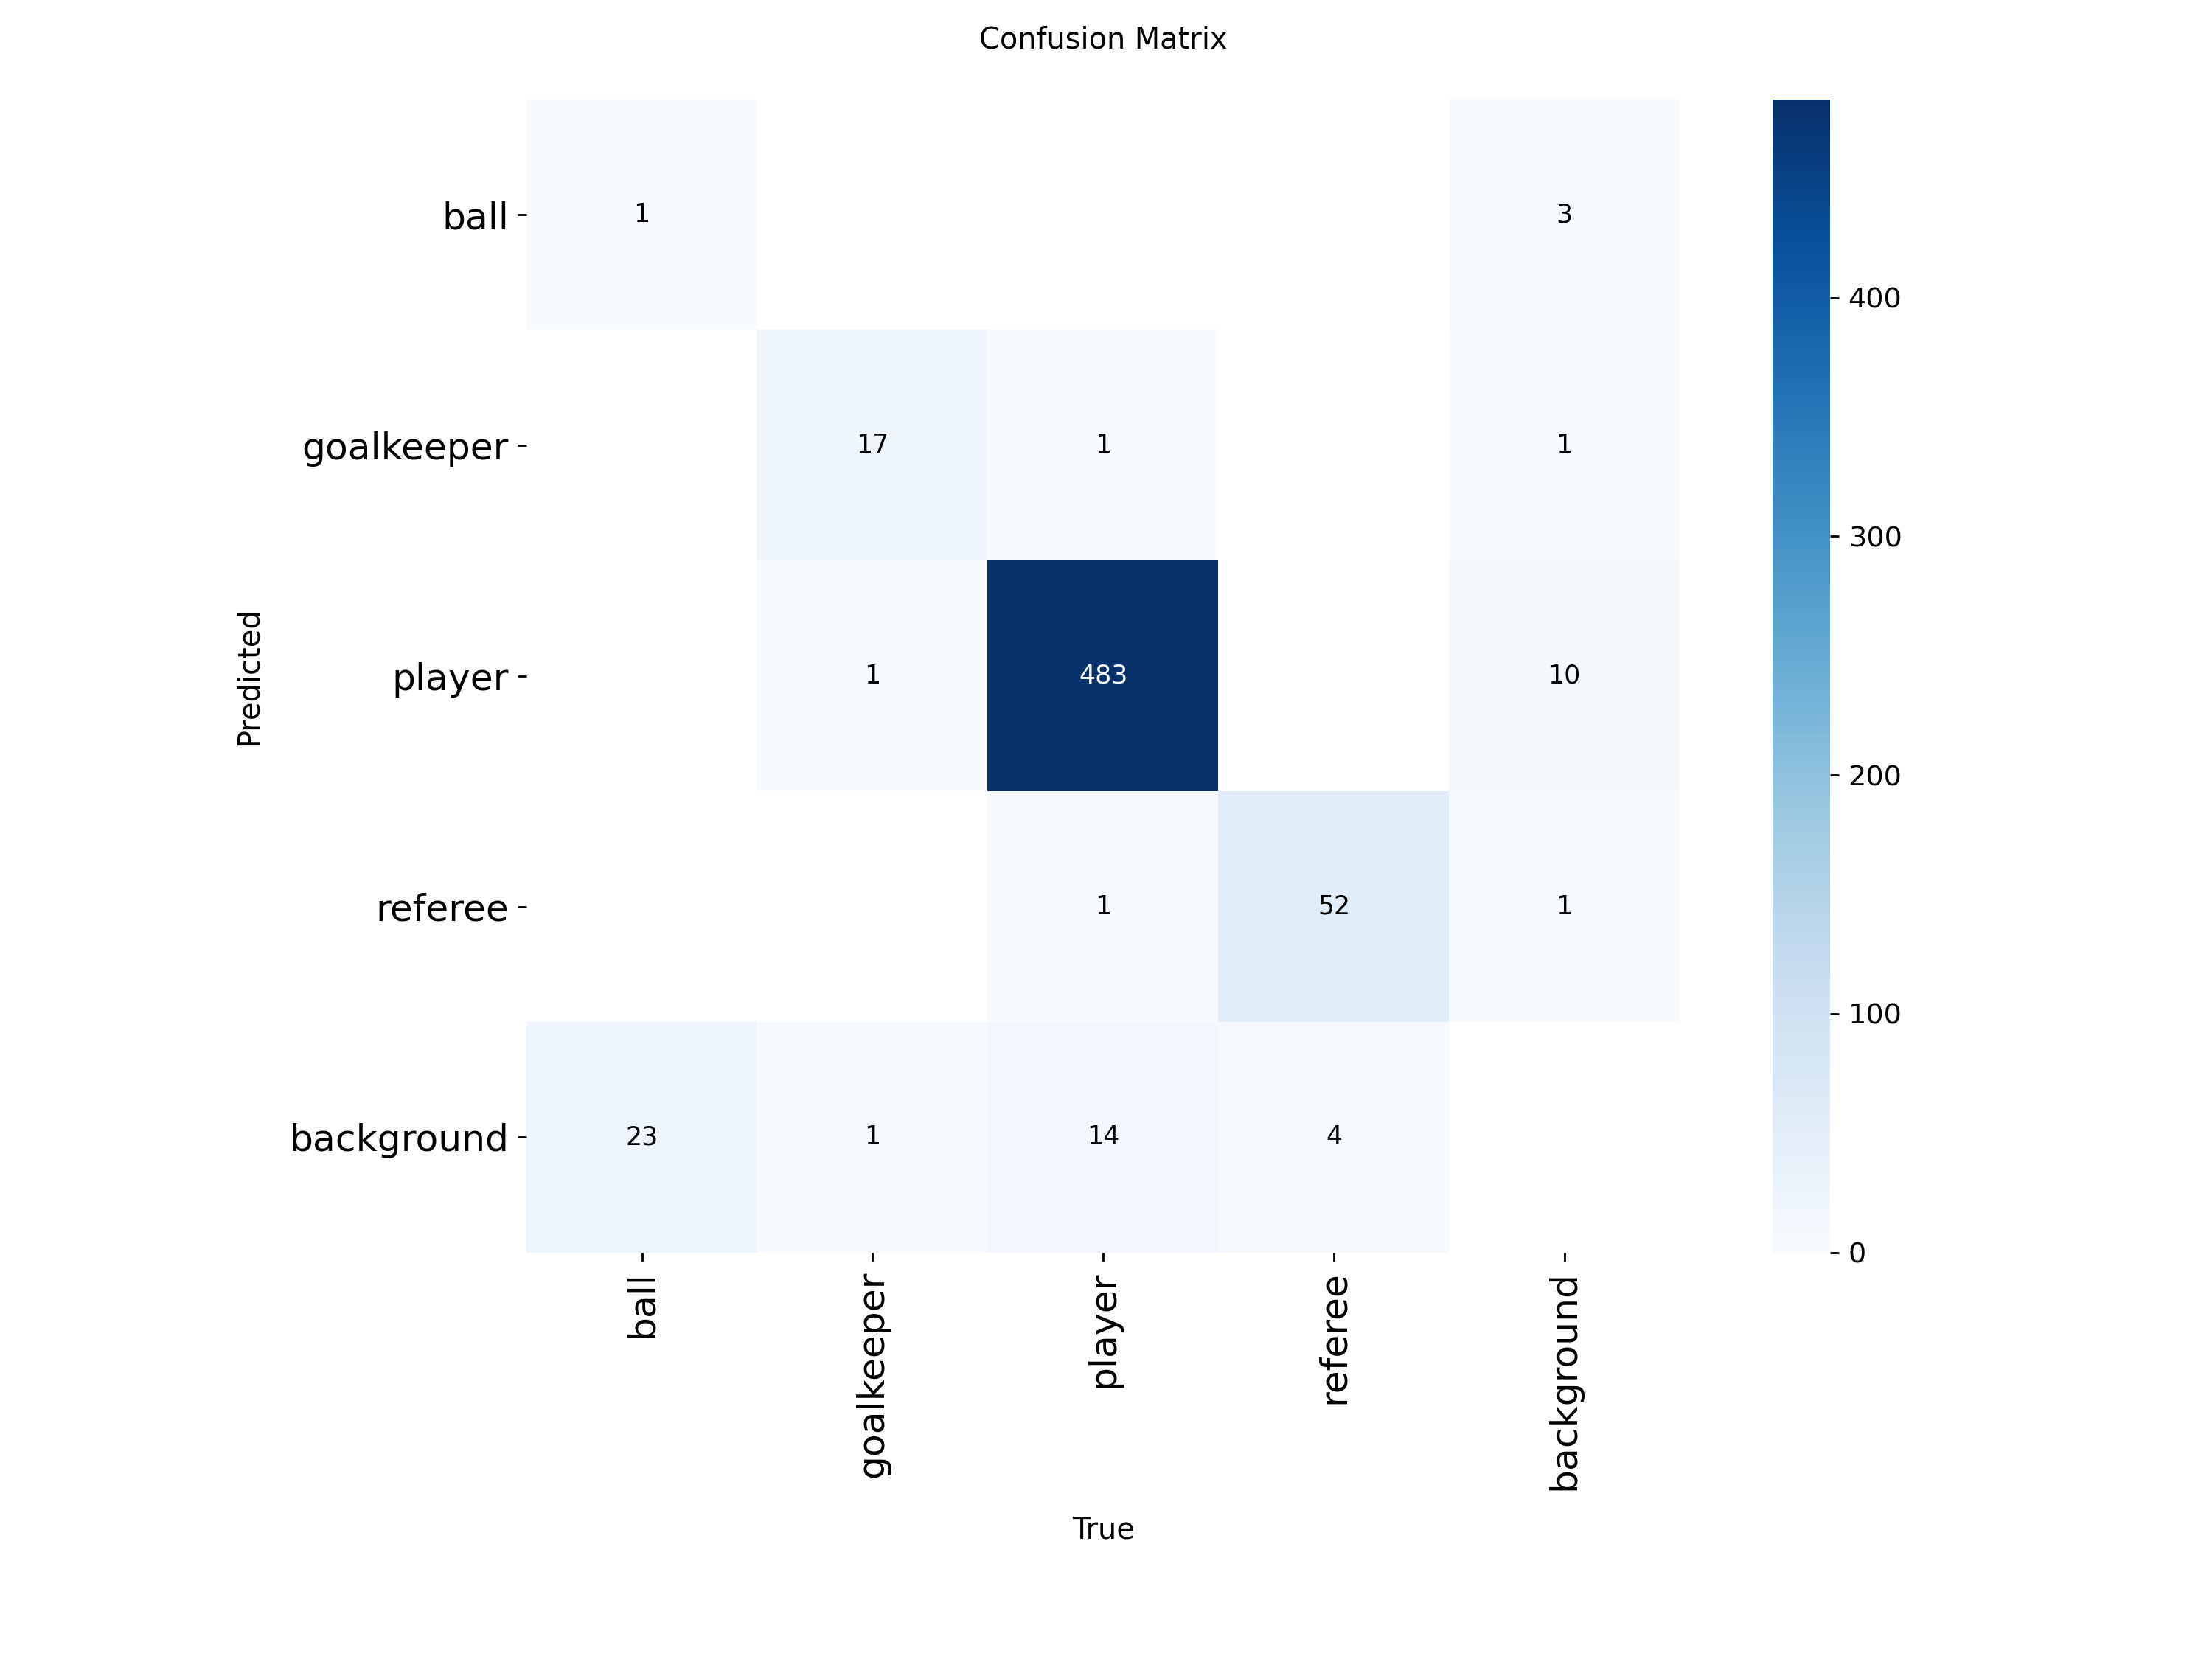 Confusion Matrix
ball
1
3
400
goalkeeper
17
1
1
300
Predicted
player
1
483
10
200
referee
1
52
1
100
background
23
1
14
4
0
ball
goalkeeper
player
referee
background
True